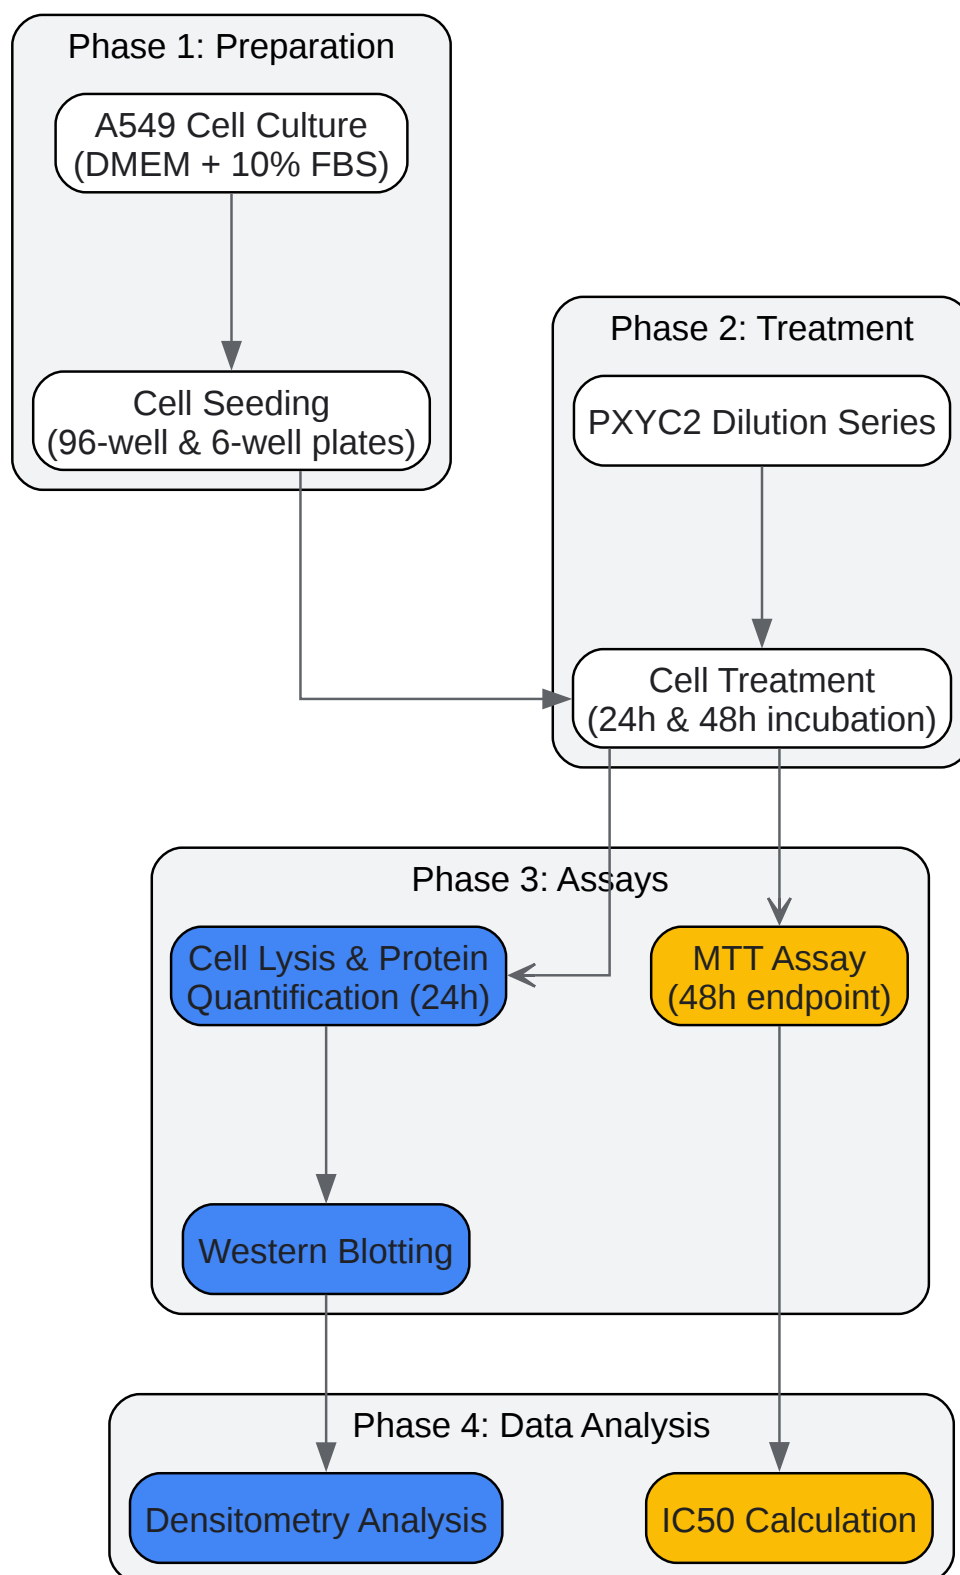 Phase 1: Preparation
A549 Cell Culture
(DMEM + 10% FBS)
Cell Seeding
(96-well & 6-well plates)
Phase 2: Treatment
PXYC2 Dilution Series
Cell Treatment
(24h & 48h incubation)
Phase 3: Assays
Cell Lysis & Protein
Quantification (24h)
MTT Assay
(48h endpoint)
Western Blotting
Phase 4: Data Analysis
Densitometry Analysis
IC50 Calculation